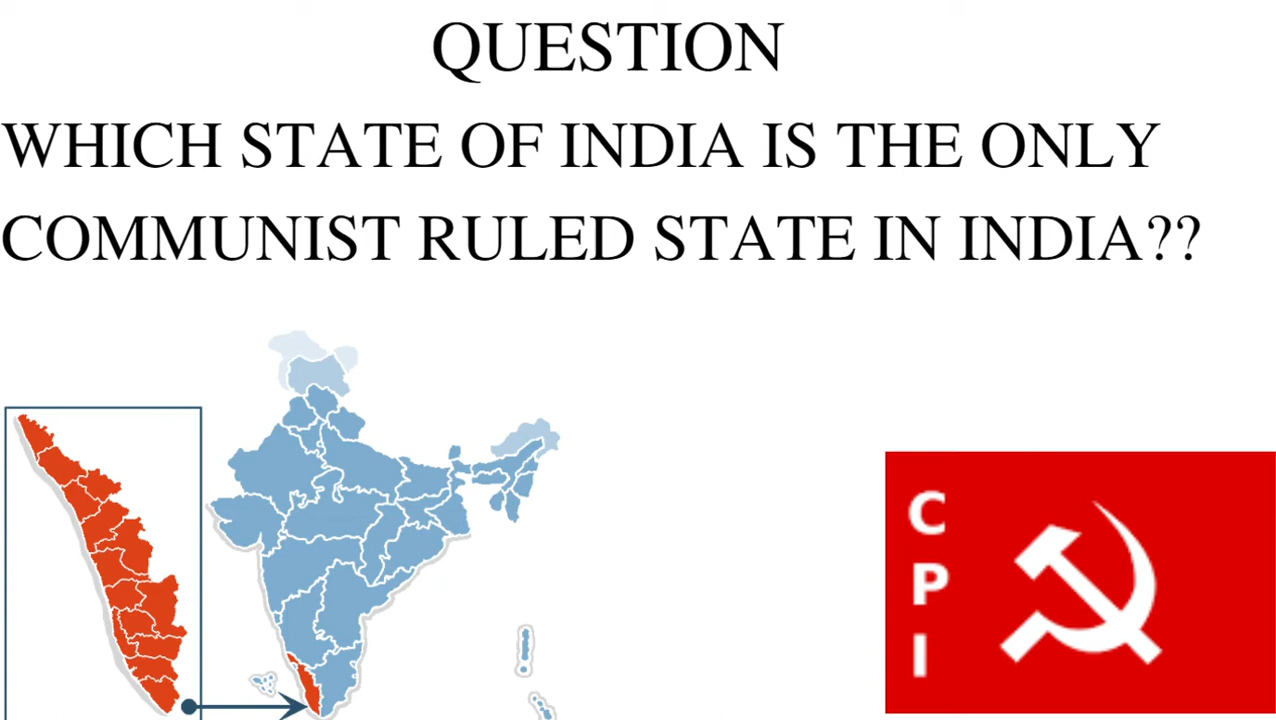 QUESTION
WHICH STATE OF INDIA IS THE ONLY
COMMUNIST RULED STATE IN INDIA??
C
P
I